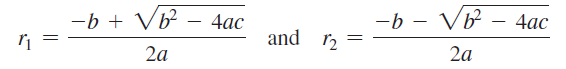 r₁ = (-b + √(b² − 4ac)) / 2a and r₂ = (-b − √(b² − 4ac)) / 2a